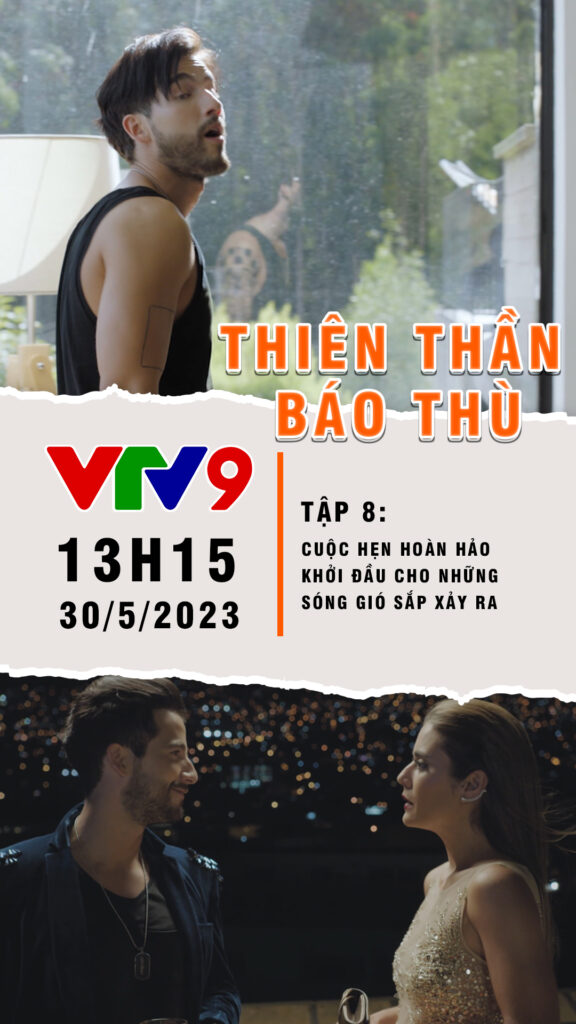 THIÊN THẦN
BÁO THÙ
VTV9
13H15
30/5/2023
TẬP 8:
CUỘC HẸN HOÀN HẢO
KHỞI ĐẦU CHO NHỮNG
SÓNG GIÓ SẮP XẢY RA